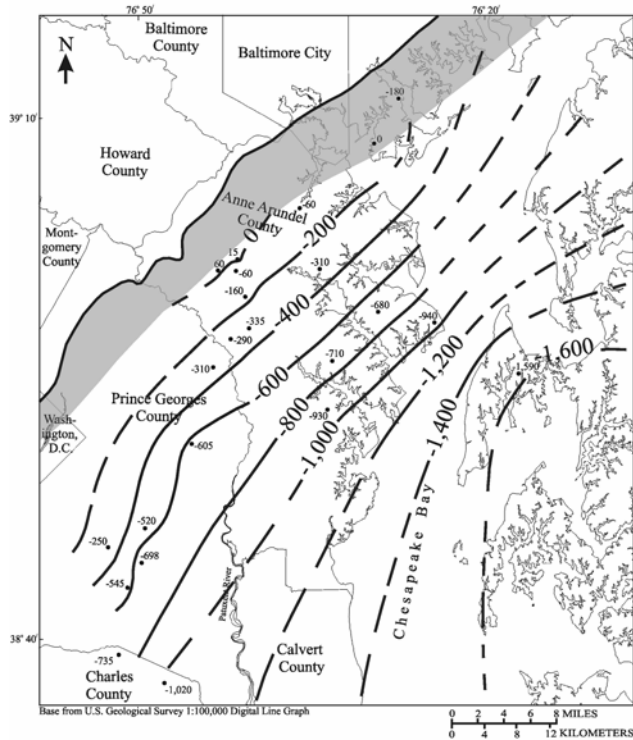 76° 50'
76° 20'
Baltimore
County
Baltimore City
N
39° 10'
-180
0
Howard
County
Anne Arundel
County
-60
0
-200
Mont-
gomery
County
15
60
-60
-310
-160
-400
-680
-335
-940
-290
-310
-710
-1,200
-600
-1,600
-1,590
Prince Georges
County
-800
-930
-1,000
-1,400
Wash-
ington,
D.C.
-605
-520
-250
-698
-545
Chesapeake Bay
Patuxent River
38° 40'
-735
Calvert
County
Charles
County
-1,020
Base from U.S. Geological Survey 1:100,000 Digital Line Graph
0 2 4 6 8 MILES
0 4 8 12 KILOMETERS